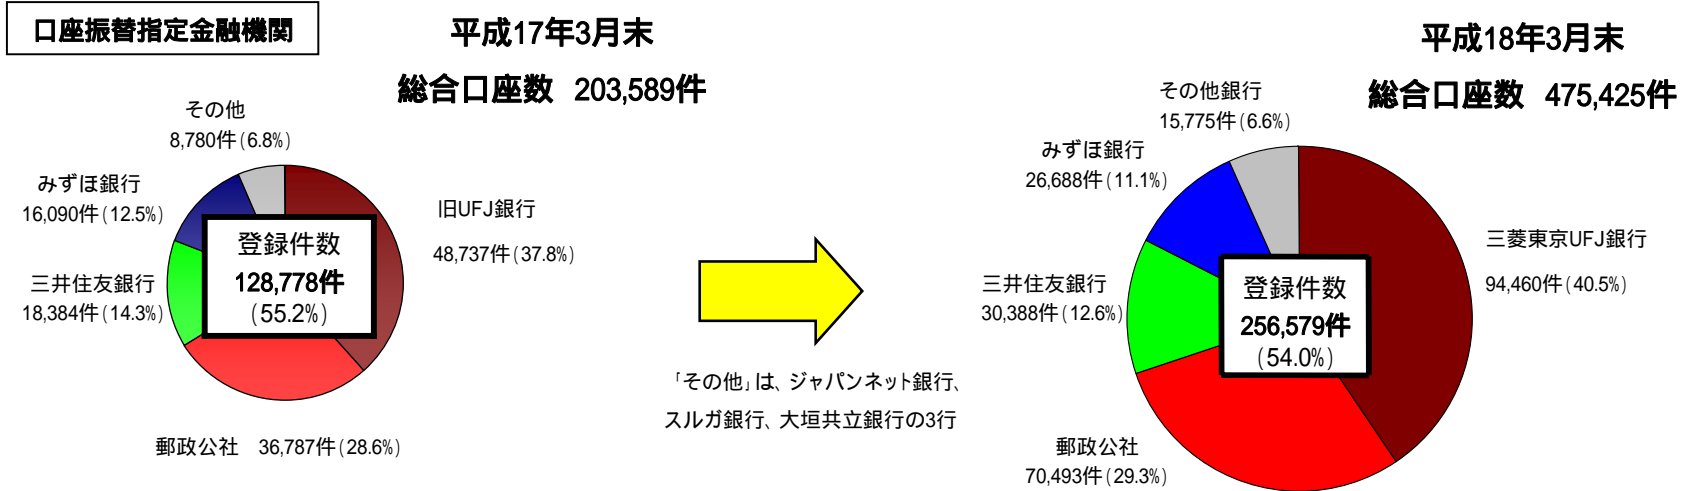 口座振替指定金融機関
平成17年3月末
総合口座数 203,589件
その他
8,780件(6.8%)
みずほ銀行
16,090件(12.5%)
三井住友銀行
18,384件(14.3%)
登録件数
128,778件
(55.2%)
旧UFJ銀行
48,737件(37.8%)
郵政公社 36,787件(28.6%)
「その他」は、ジャパンネット銀行、
スルガ銀行、大垣共立銀行の3行
平成18年3月末
総合口座数 475,425件
その他銀行
15,775件(6.6%)
みずほ銀行
26,688件(11.1%)
三井住友銀行
30,388件(12.6%)
登録件数
256,579件
(54.0%)
三菱東京UFJ銀行
94,460件(40.5%)
郵政公社
70,493件(29.3%)